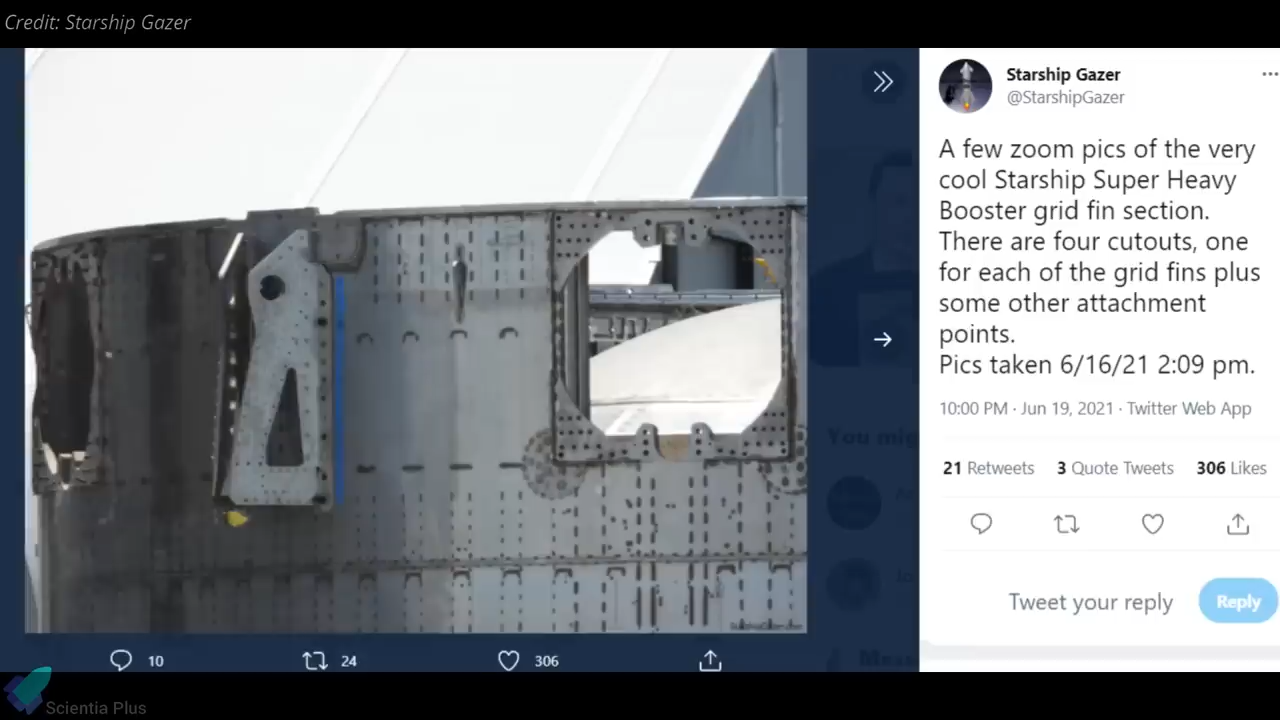 Credit: Starship Gazer
Starship Gazer
@StarshipGazer
A few zoom pics of the very
cool Starship Super Heavy
Booster grid fin section.
There are four cutouts, one
for each of the grid fins plus
some other attachment
points.
Pics taken 6/16/21 2:09 pm.
10:00 PM · Jun 19, 2021 · Twitter Web App
21 Retweets 3 Quote Tweets 306 Likes
You mig
Tweet your reply
Reply
Mess
10 24 306
Scientia Plus